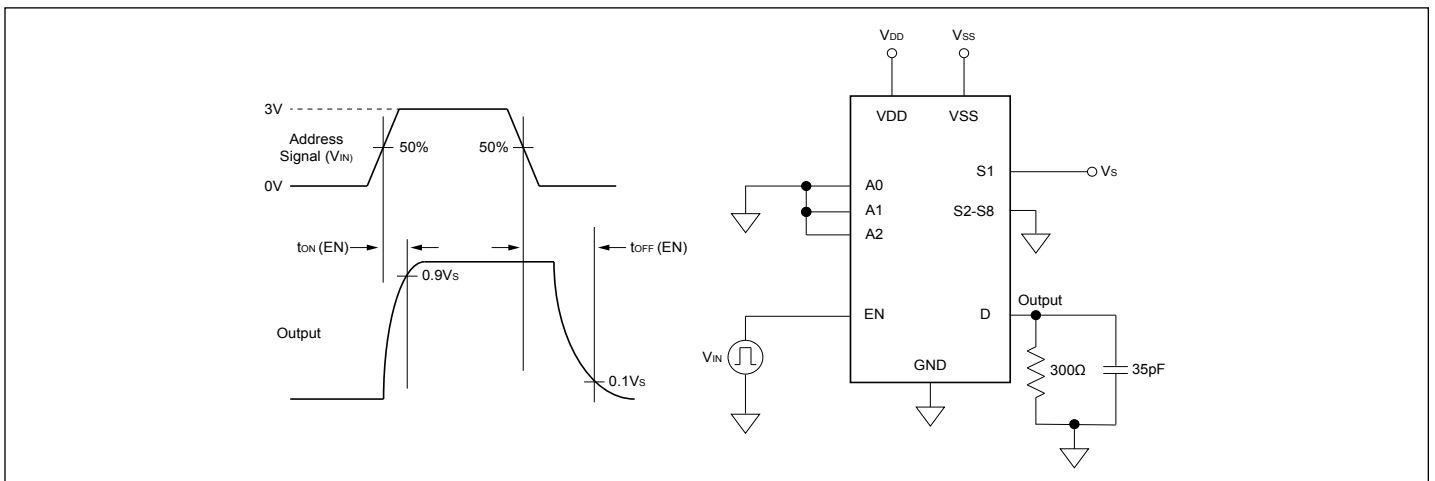 3V
Address
Signal (VIN)
50%
50%
0V
tON (EN)
tOFF (EN)
0.9VS
Output
0.1VS
VDD
VSS
VDD
VSS
S1
VS
A0
A1
S2-S8
A2
Output
EN
D
VIN
GND
300Ω
35pF